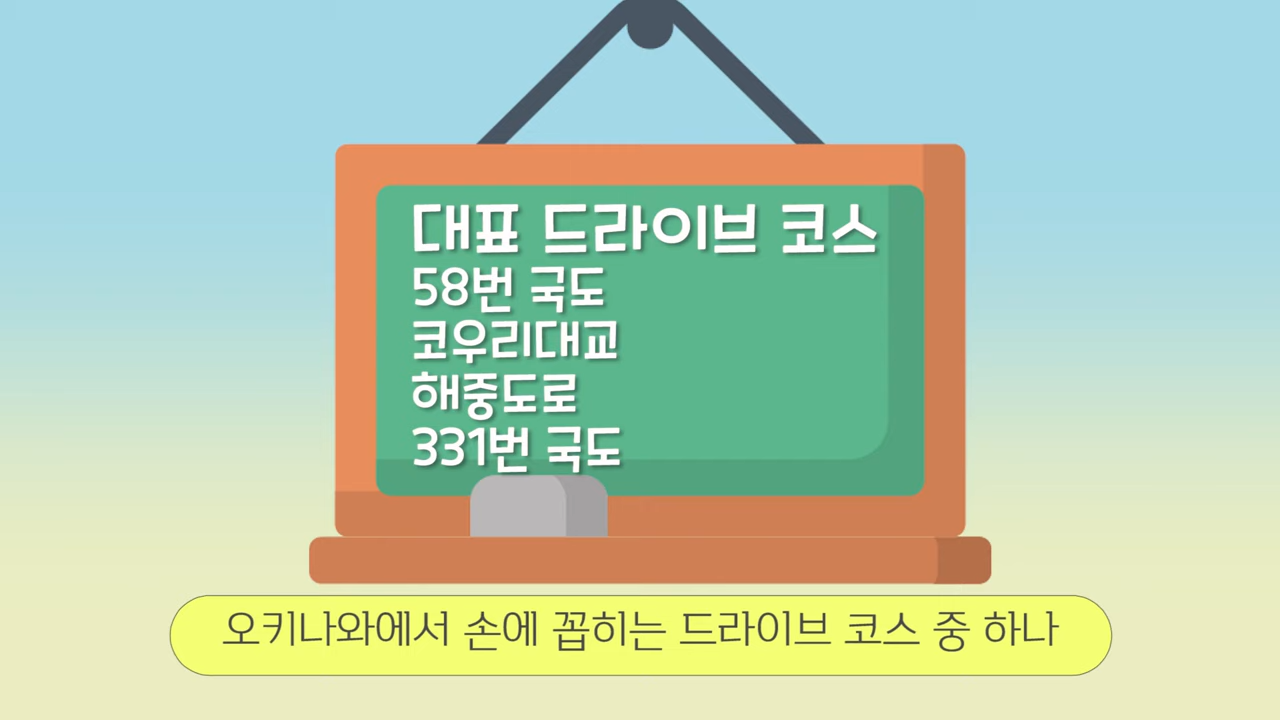 대표 드라이브 코스
58번 국도
코우리대교
해중도로
331번 국도
오키나와에서 손에 꼽히는 드라이브 코스 중 하나